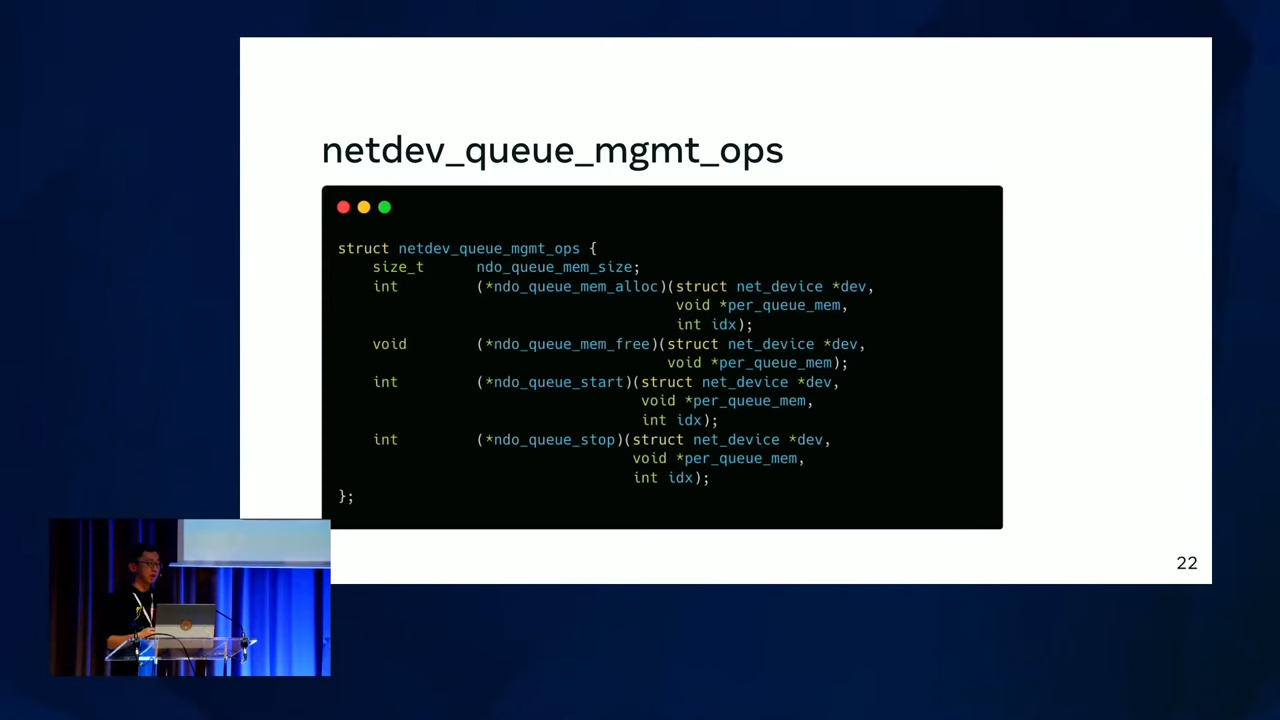 netdev_queue_mgmt_ops
struct netdev_queue_mgmt_ops {
size_t ndo_queue_mem_size;
int (*ndo_queue_mem_alloc)(struct net_device *dev,
void *per_queue_mem,
int idx);
void (*ndo_queue_mem_free)(struct net_device *dev,
void *per_queue_mem);
int (*ndo_queue_start)(struct net_device *dev,
void *per_queue_mem,
int idx);
int (*ndo_queue_stop)(struct net_device *dev,
void *per_queue_mem,
int idx);
};
22